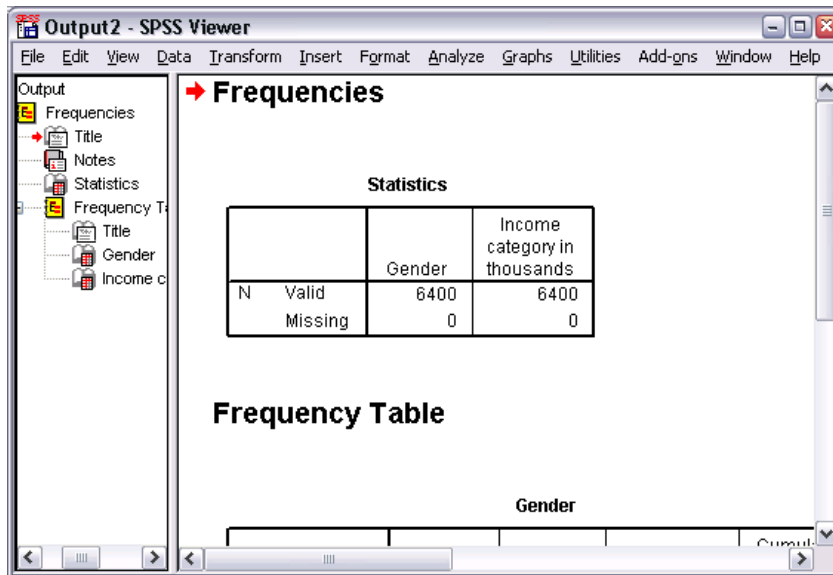 Output2 - SPSS Viewer
File Edit View Data Transform Insert Format Analyze Graphs Utilities Add-ons Window Help
Output
Frequencies
Title
Notes
Statistics
Frequency Ta
Title
Gender
Income c
Frequencies
Statistics
Gender
Income
category in
thousands
N Valid 6400 6400
Missing 0 0
Frequency Table
Gender